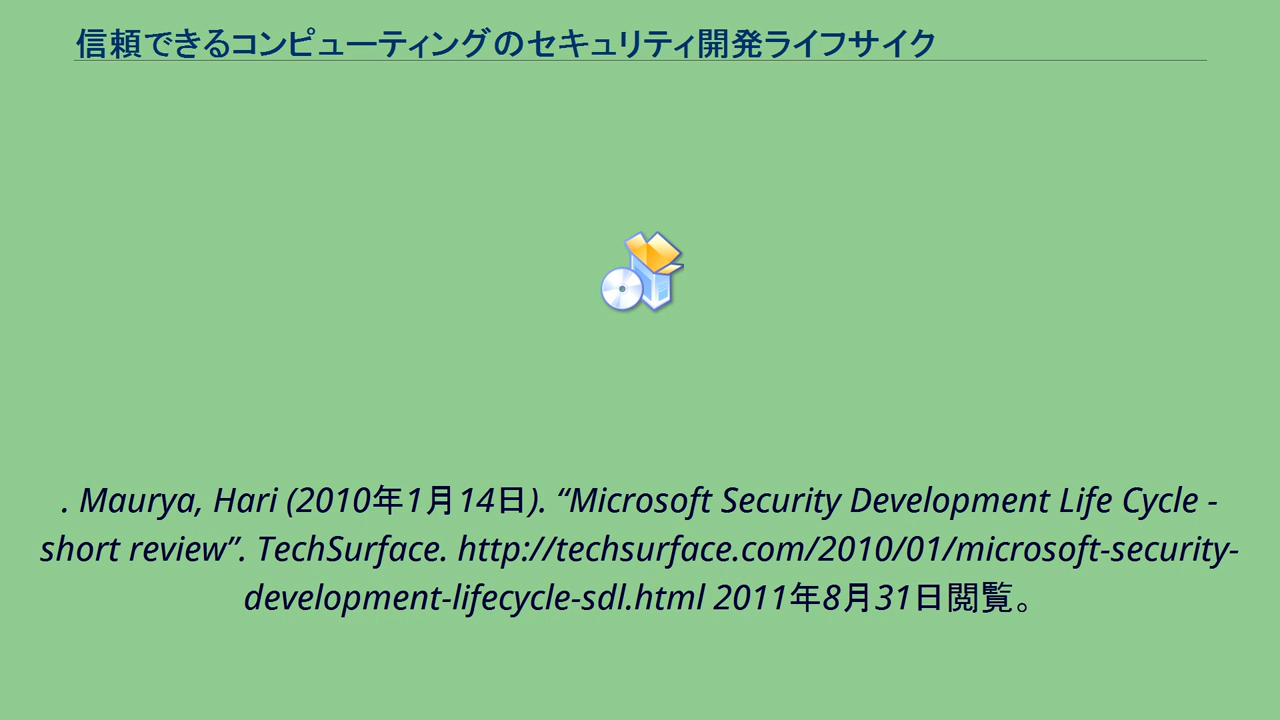 信頼できるコンピューティングのセキュリティ開発ライフサイク
. Maurya, Hari (2010年1月14日). “Microsoft Security Development Life Cycle -
short review”. TechSurface. http://techsurface.com/2010/01/microsoft-security-
development-lifecycle-sdl.html 2011年8月31日閲覧。